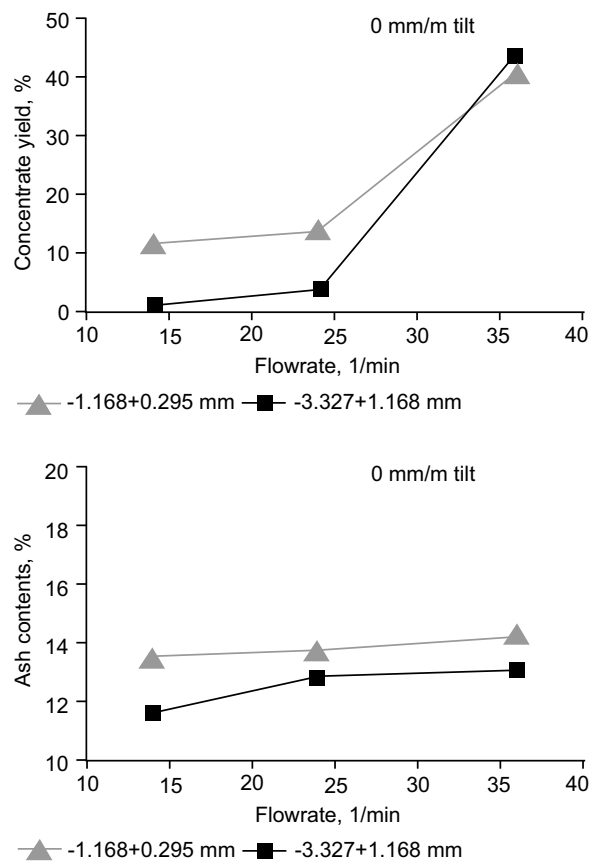 50
0 mm/m tilt
40
30
20
10
0
Concentrate yield, %
10 15 20 25 30 35 40
Flowrate, 1/min
-1.168+0.295 mm -3.327+1.168 mm
20
0 mm/m tilt
18
16
14
12
10
Ash contents, %
10 15 20 25 30 35 40
Flowrate, 1/min
-1.168+0.295 mm -3.327+1.168 mm